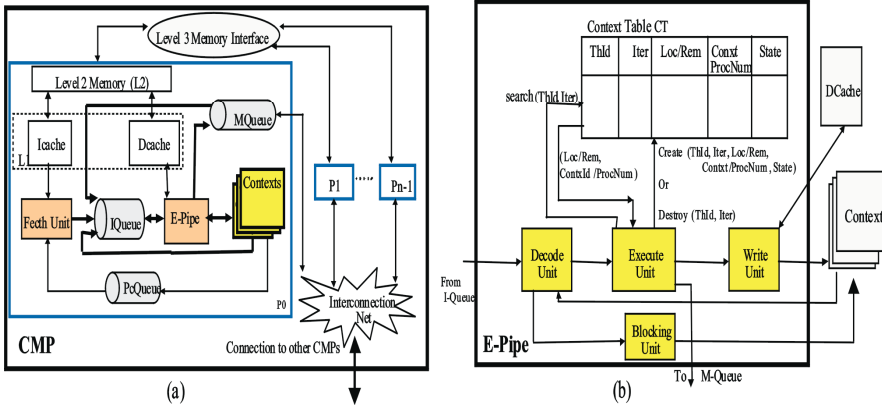 Level 3 Memory Interface
Level 2 Memory (L2)
MQueue
Icache
Dcache
L1
Contexts
Fecth Unit
IQueue
E-Pipe
P1
Pn-1
PcQueue
P0
Interconnection
Net
CMP
Connection to other CMPs
(a)
Context Table CT
ThId
Iter
Loc/Rem
Conxt
ProcNum
State
DCache
search (ThId, Iter)
(Loc/Rem,
ContxId /ProcNum )
Create (ThId, Iter, Loc/Rem,
Contxt /ProcNum , State)
Or
Destroy (ThId, Iter)
Context
Decode
Unit
Execute
Unit
Write
Unit
From
I-Queue
Blocking
Unit
E-Pipe
To M-Queue
(b)